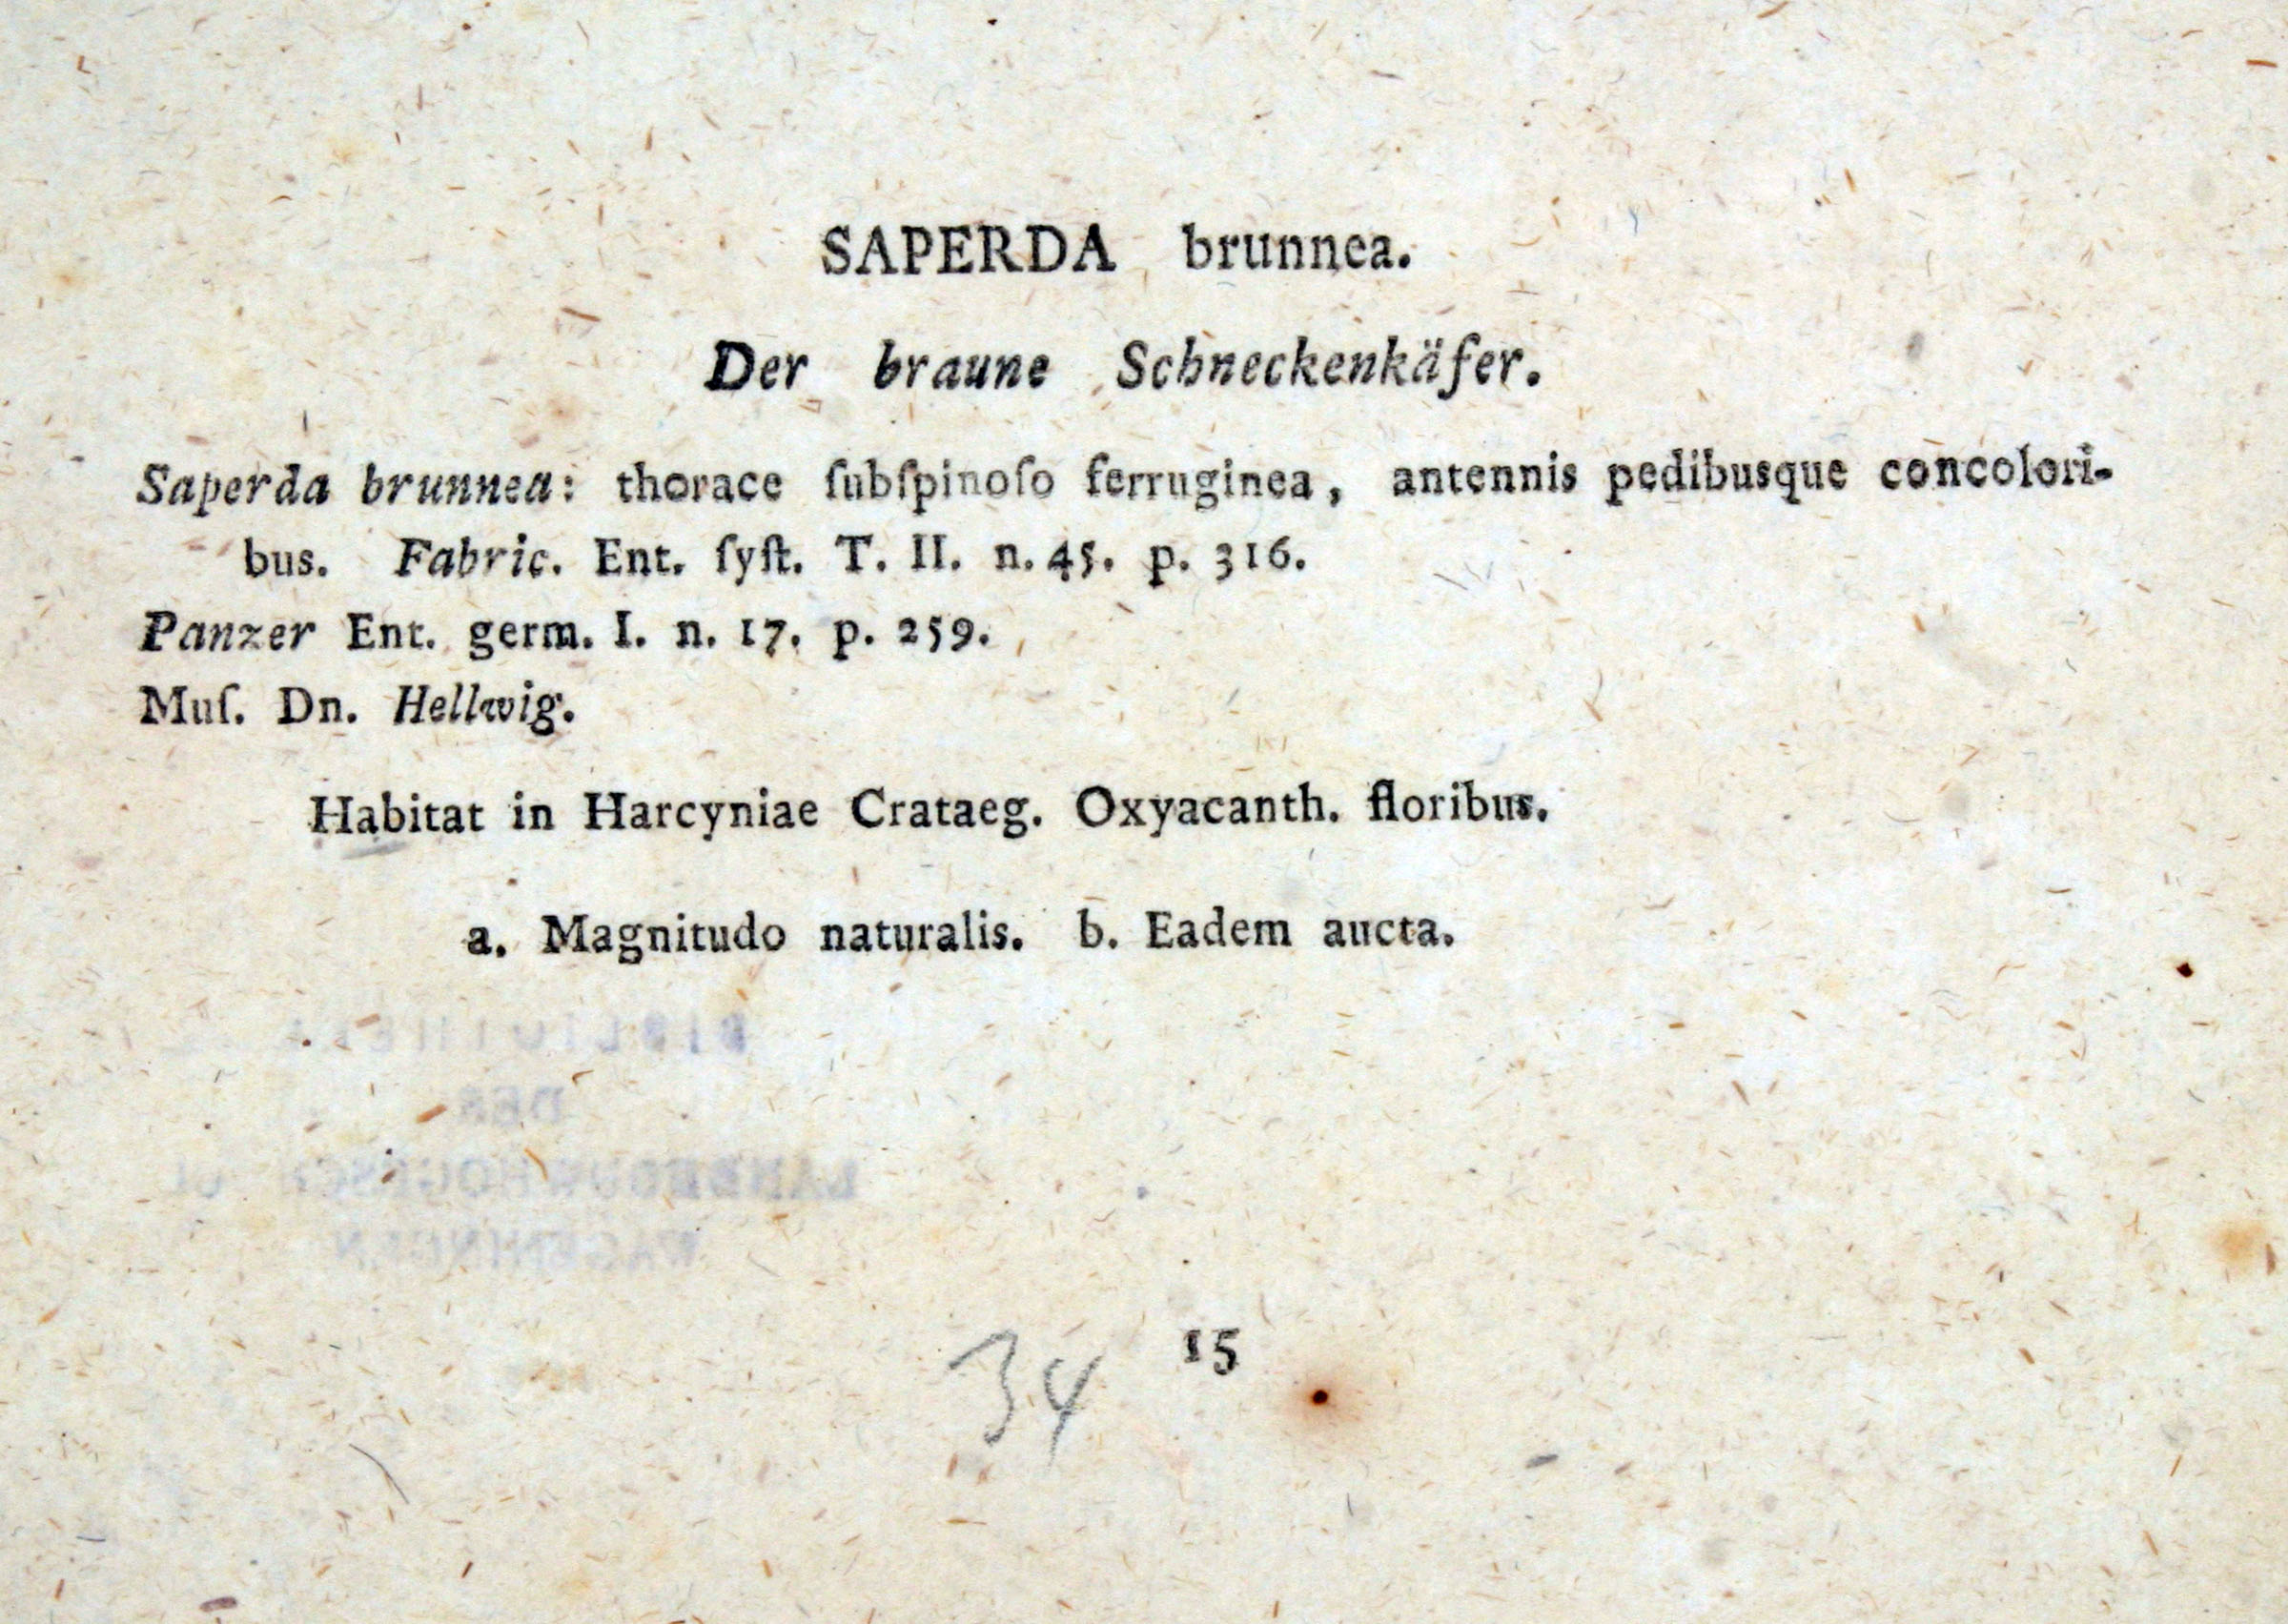 SAPERDA brunnea.
Der braune Schneckenkäfer.
Saperda brunnea: thorace ſubſpinoſo ferruginea, antennis pedibusque concolori-
bus. Fabric. Ent. ſyſt. T. II. n. 45. p. 316.
Panzer Ent. germ. I. n. 17. p. 259.
Muſ. Dn. Hellwig.
Habitat in Harcyniae Crataeg. Oxyacanth. floribus.
a. Magnitudo naturalis. b. Eadem aucta.
DER
WAGENINGEN
15
34